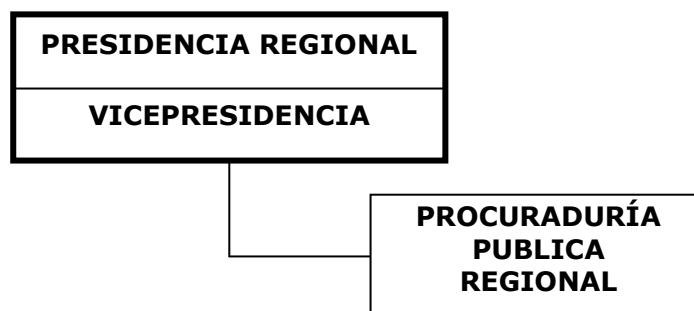 PRESIDENCIA REGIONAL
VICEPRESIDENCIA
PROCURADURÍA
PUBLICA
REGIONAL